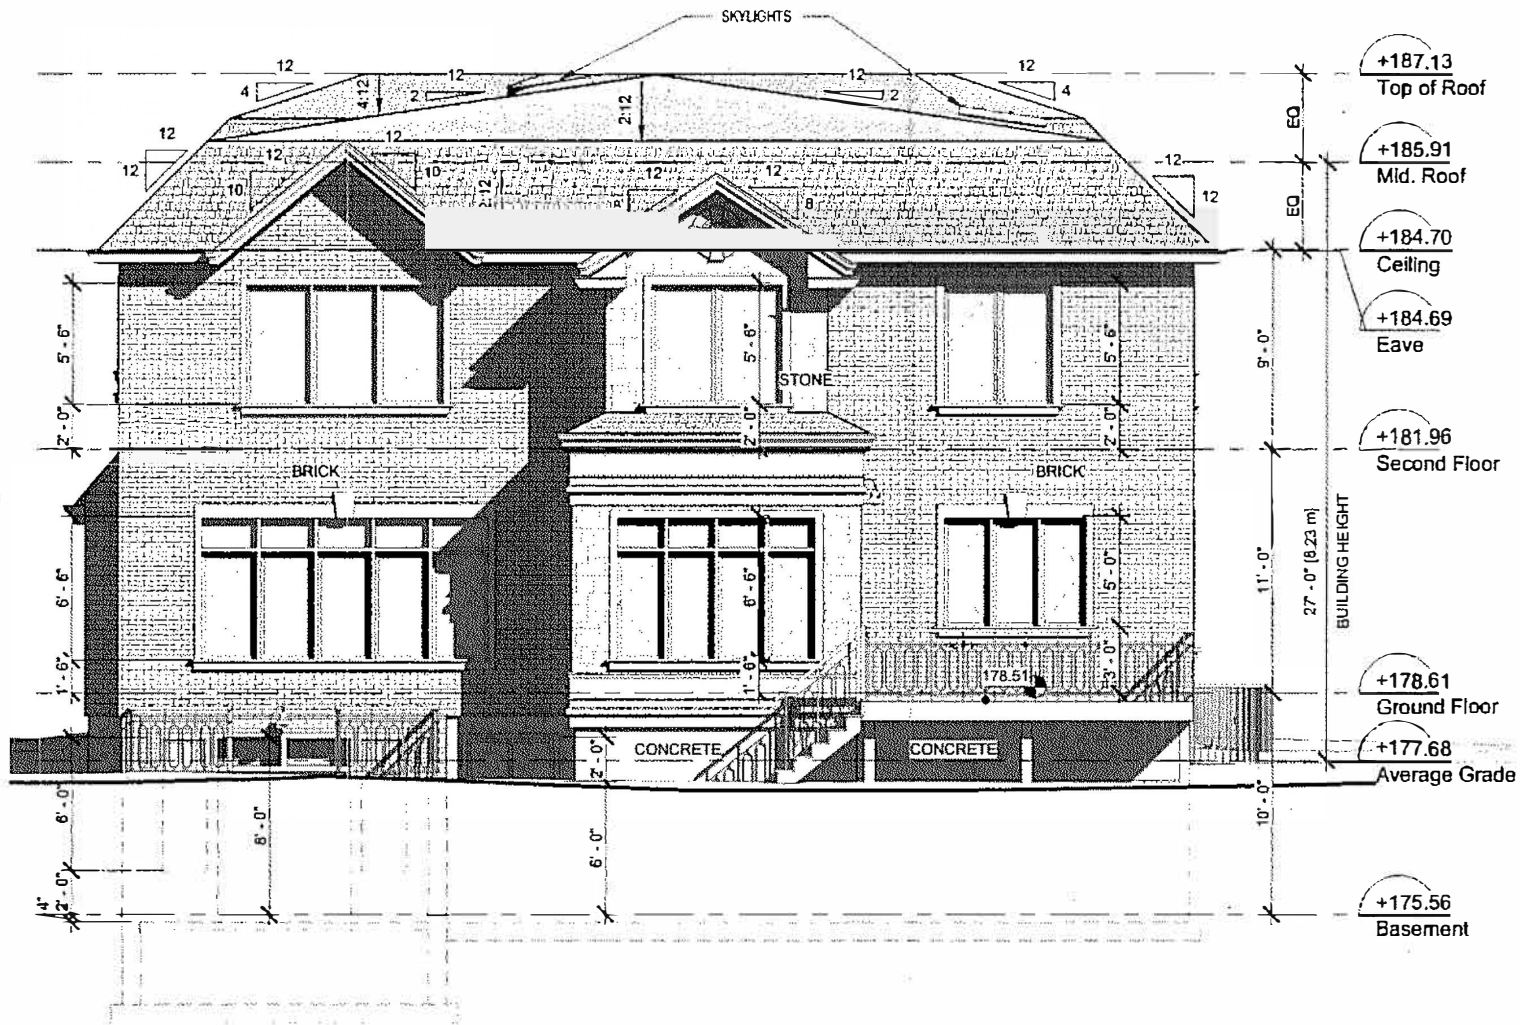 SKYLIGHTS
12
12
12
12
4
4:12
2
2:12
2
4
+187.13
Top of Roof
EQ
12
12
12
12
10
10
12
12
8
12
12
+185.91
Mid. Roof
EQ
+184.70
Ceiling
+184.69
Eave
5' - 6"
5' - 6"
5' - 6"
9' - 0"
STONE
2' - 0"
2' - 0"
2' - 0"
+181.96
Second Floor
BRICK
BRICK
6' - 6"
6' - 6"
5' - 0"
11' - 0"
27' - 0" [8.23 m]
BUILDING HEIGHT
1' - 6"
1' - 6"
3' - 0"
178.51
+178.61
Ground Floor
CONCRETE
CONCRETE
2' - 0"
+177.68
Average Grade
6' - 0"
8' - 0"
6' - 0"
10' - 0"
4"
2' - 0"
+175.56
Basement